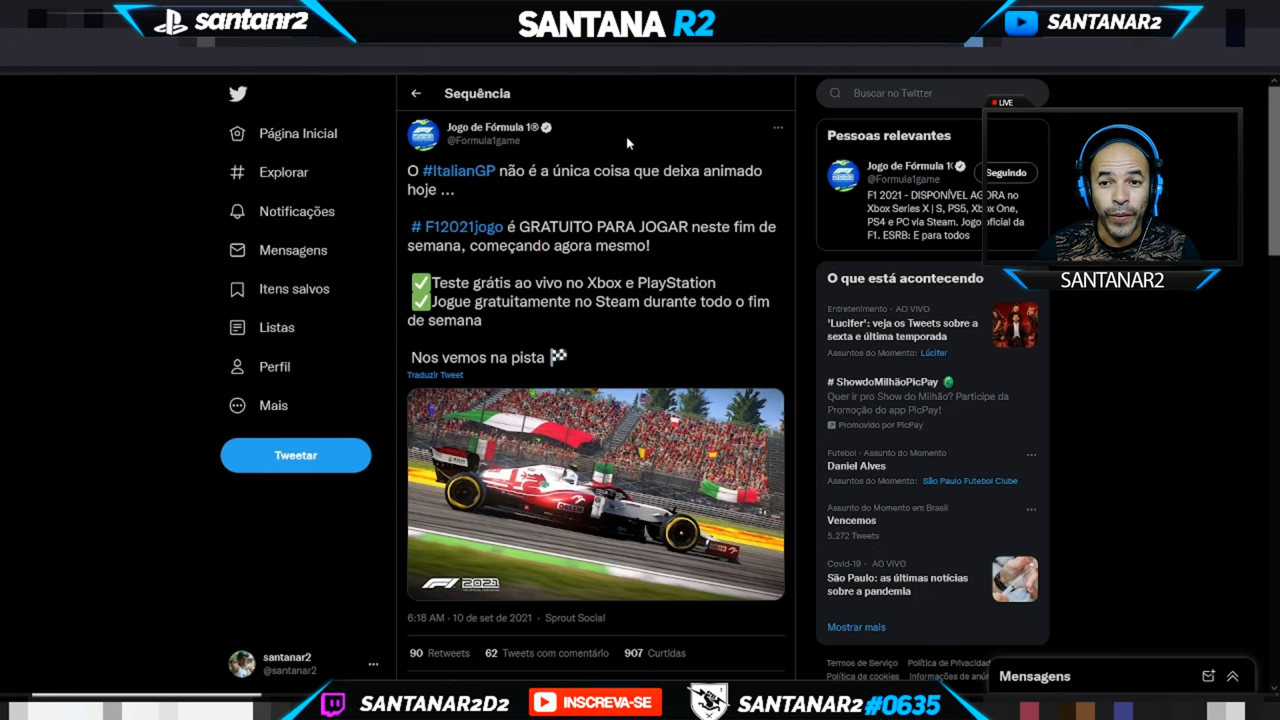 santanr2
SANTANA R2
SANTANAR2
Página Inicial
Explorar
Notificações
Mensagens
Itens salvos
Listas
Perfil
Mais
Tweetar
santanar2
@santanar2
Sequência
Jogo de Fórmula 1®
@Formula1game
O #ItalianGP não é a única coisa que deixa animado
hoje ...
# F12021jogo é GRATUITO PARA JOGAR neste fim de
semana, começando agora mesmo!
✅Teste grátis ao vivo no Xbox e PlayStation
✅Jogue gratuitamente no Steam durante todo o fim
de semana
Nos vemos na pista 🏁
Traduzir Tweet
F1 2021
6:18 AM · 10 de set de 2021 · Sprout Social
90 Retweets 62 Tweets com comentário 907 Curtidas
Buscar no Twitter
Pessoas relevantes
Jogo de Fórmula 1
@Formula1game
Seguindo
F1 2021 - DISPONÍVEL AGORA no
Xbox Series X | S, PS5, Xbox One,
PS4 e PC via Steam. Jogo oficial da
F1. ESRB: E para todos
LIVE
SANTANAR2
O que está acontecendo
Entretenimento · AO VIVO
'Lucifer': veja os Tweets sobre a
sexta e última temporada
Assuntos do Momento: Lúcifer
# ShowdoMilhãoPicPay
Quer ir pro Show do Milhão? Participe da
Promoção do app PicPay!
Promovido por PicPay
Futebol · Assunto do Momento
Daniel Alves
Assuntos do Momento: São Paulo Futebol Clube
Assunto do Momento em Brasil
Vencemos
5.272 Tweets
Covid-19 · AO VIVO
São Paulo: as últimas notícias
sobre a pandemia
Mostrar mais
Termos de Serviço Política de Privacidad
Política de cookies Informações de anún
Mensagens
SANTANAR2D2
INSCREVA-SE
SANTANAR2#0635